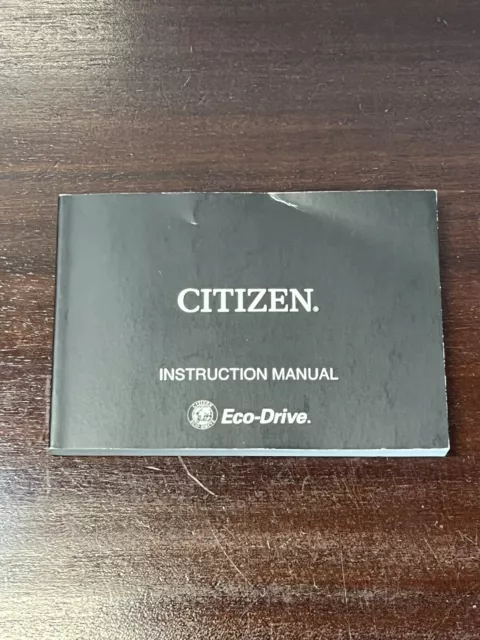 CITIZEN.
INSTRUCTION MANUAL
Eco-Drive.